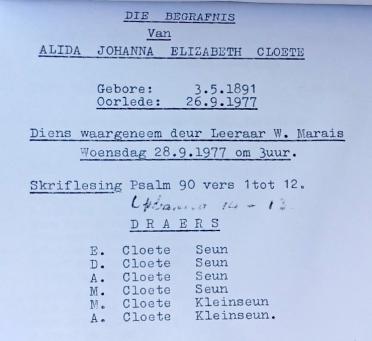 DIE BEGRAFNIS
Van
ALIDA JOHANNA ELIZABETH CLOETE
Gebore: 3.5.1891
Oorlede: 26.9.1977
Diens waargeneem deur Leeraar W. Marais
Woensdag 28.9.1977 om 3uur.
Skriflesing Psalm 90 vers 1tot 12.
14 - 
DRAERS
E. Cloete Seun
D. Cloete Seun
A. Cloete Seun
M. Cloete Seun
M. Cloete Kleinseun
A. Cloete Kleinseun.